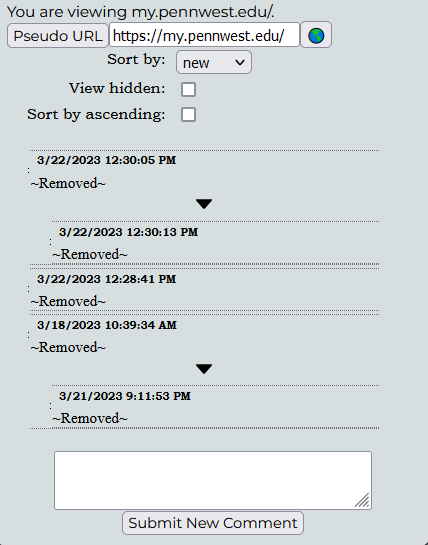 You are viewing my.pennwest.edu/.
Pseudo URL https://my.pennwest.edu/
Sort by: new
View hidden:
Sort by ascending:
3/22/2023 12:30:05 PM
:
~Removed~
3/22/2023 12:30:13 PM
:
~Removed~
3/22/2023 12:28:41 PM
:
~Removed~
3/18/2023 10:39:34 AM
:
~Removed~
3/21/2023 9:11:53 PM
:
~Removed~
Submit New Comment